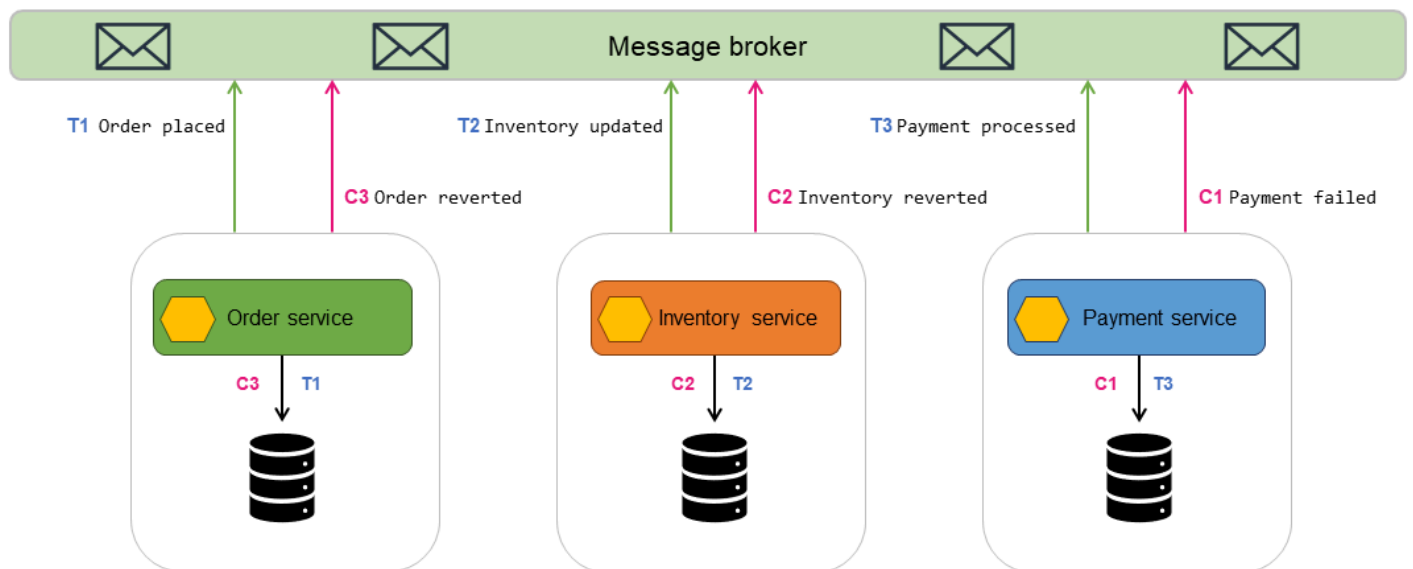 Message broker
T1 Order placed
T2 Inventory updated
T3 Payment processed
C3 Order reverted
C2 Inventory reverted
C1 Payment failed
Order service
Inventory service
Payment service
C3 T1
C2 T2
C1 T3